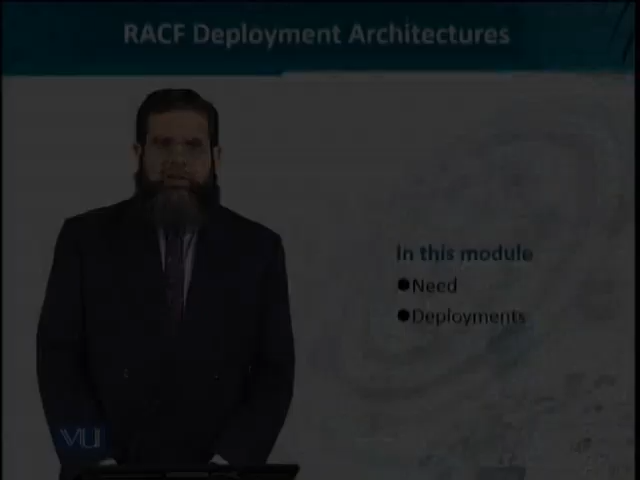 RACF Deployment Architectures
In this module
●Need
●Deployments
VU